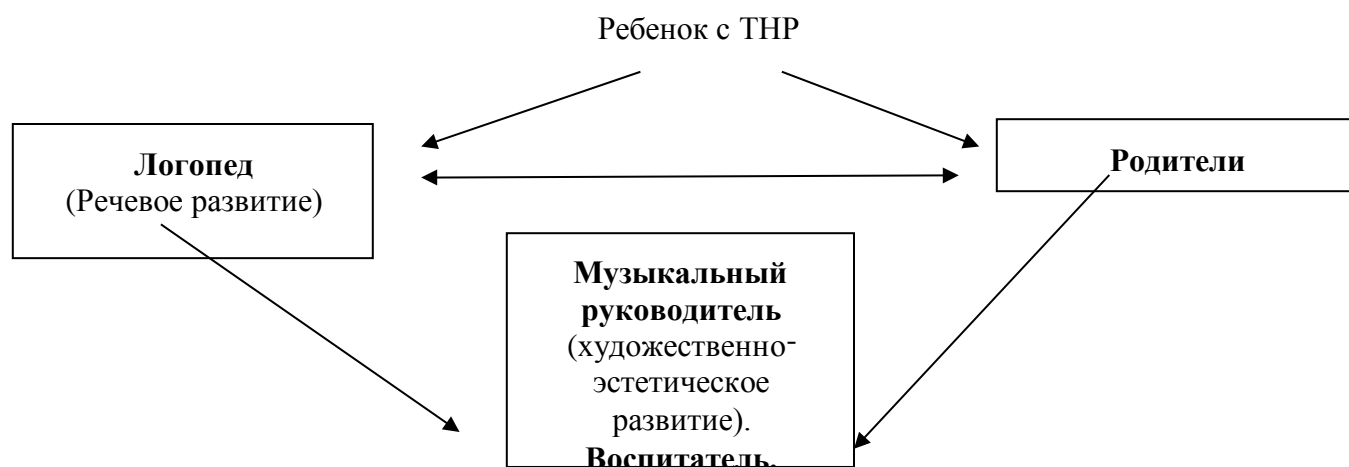 Ребенок с ТНР
Логопед
(Речевое развитие)
Родители
Музыкальный
руководитель
(художественно-
эстетическое
развитие).
Воспитатель.